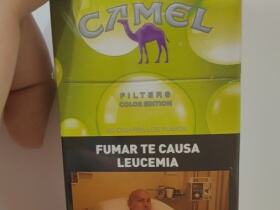 CAMEL
FILTERS
COLOR EDITION
FUMAR TE CAUSA
LEUCEMIA